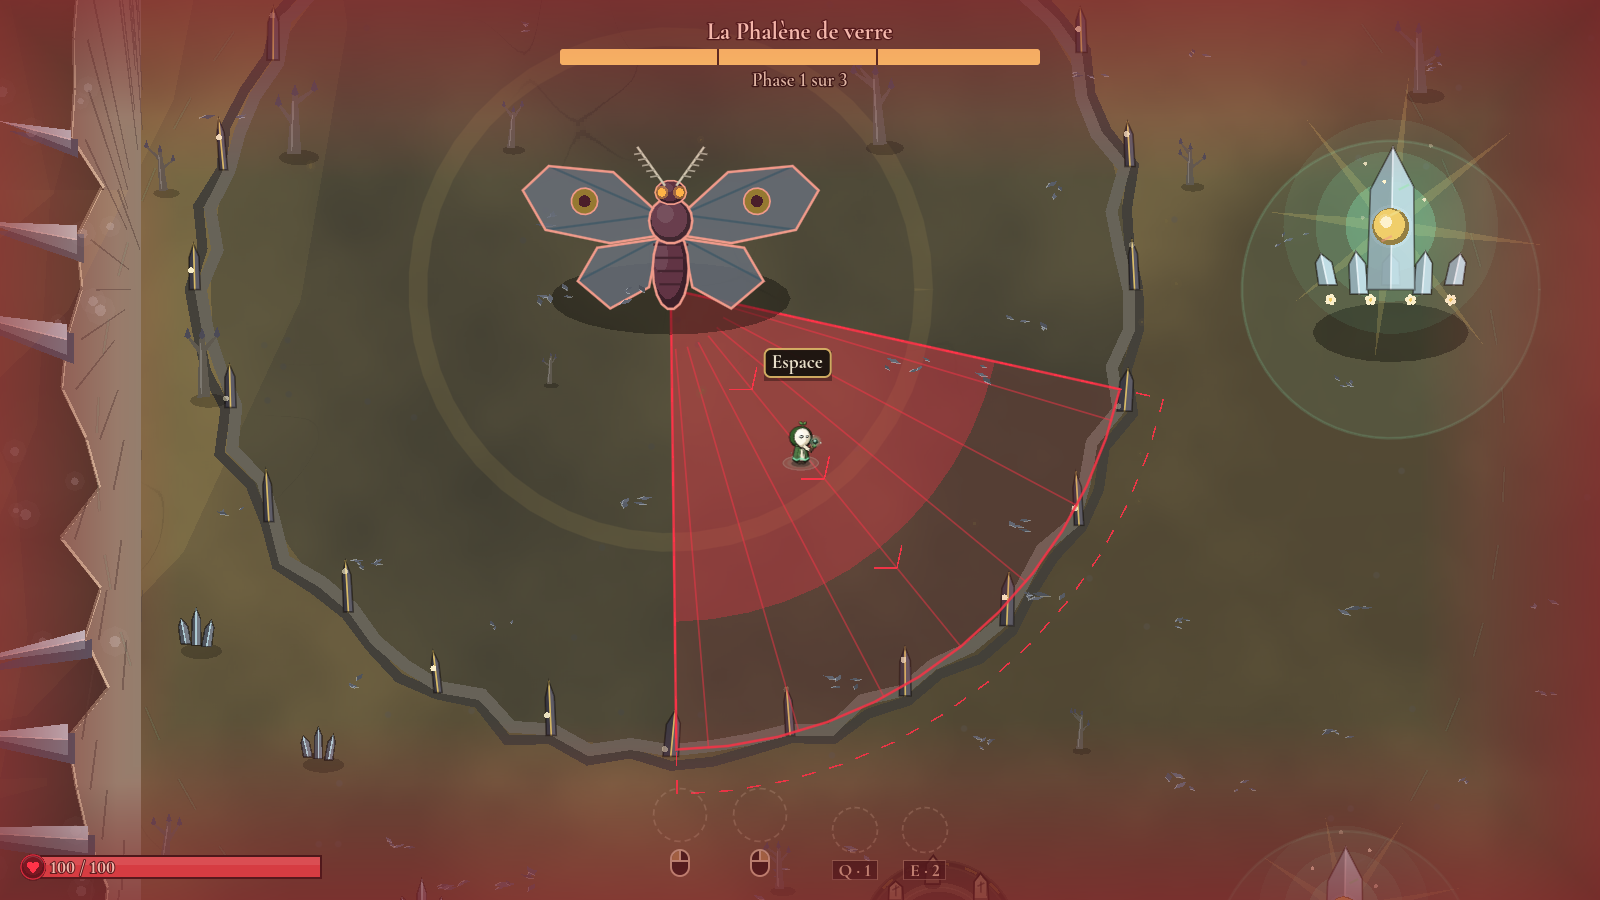 La Phalène de verre
Phase 1 sur 3
Espace
100 / 100
Q · 1
E · 2